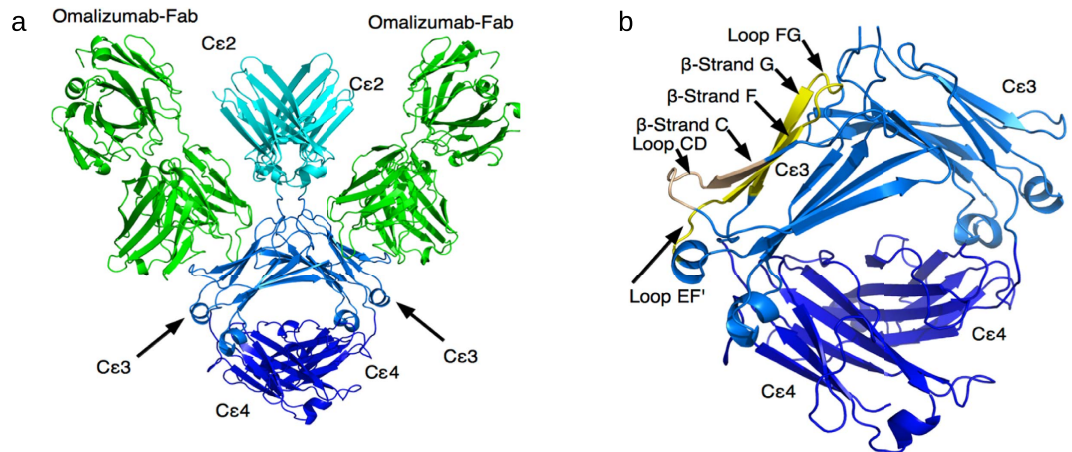 a
Omalizumab-Fab
Cε2
Omalizumab-Fab
Cε2
Cε3
Cε3
Cε4
Cε4
b
Loop FG
β-Strand G
β-Strand F
β-Strand C
Loop CD
Cε3
Cε3
Loop EF'
Cε4
Cε4